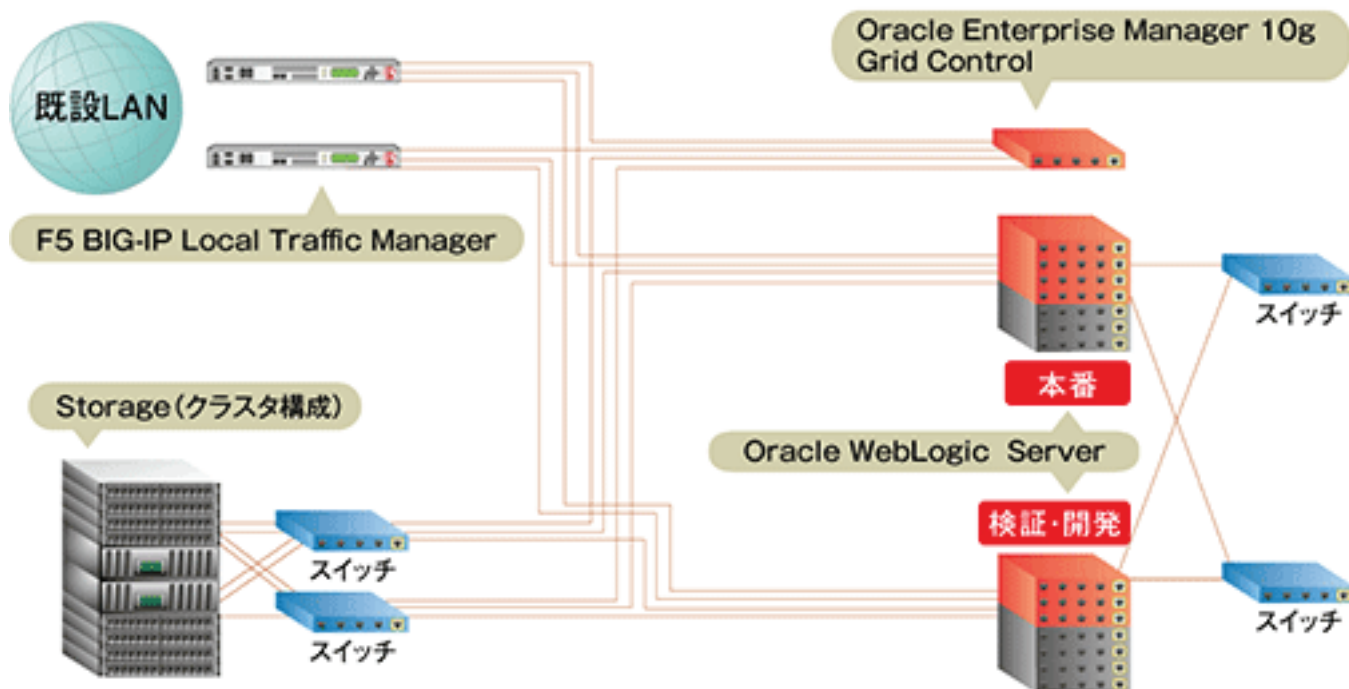 既設LAN
F5 BIG-IP Local Traffic Manager
Oracle Enterprise Manager 10g
Grid Control
スイッチ
本番
Oracle WebLogic Server
検証・開発
スイッチ
Storage(クラスタ構成)
スイッチ
スイッチ